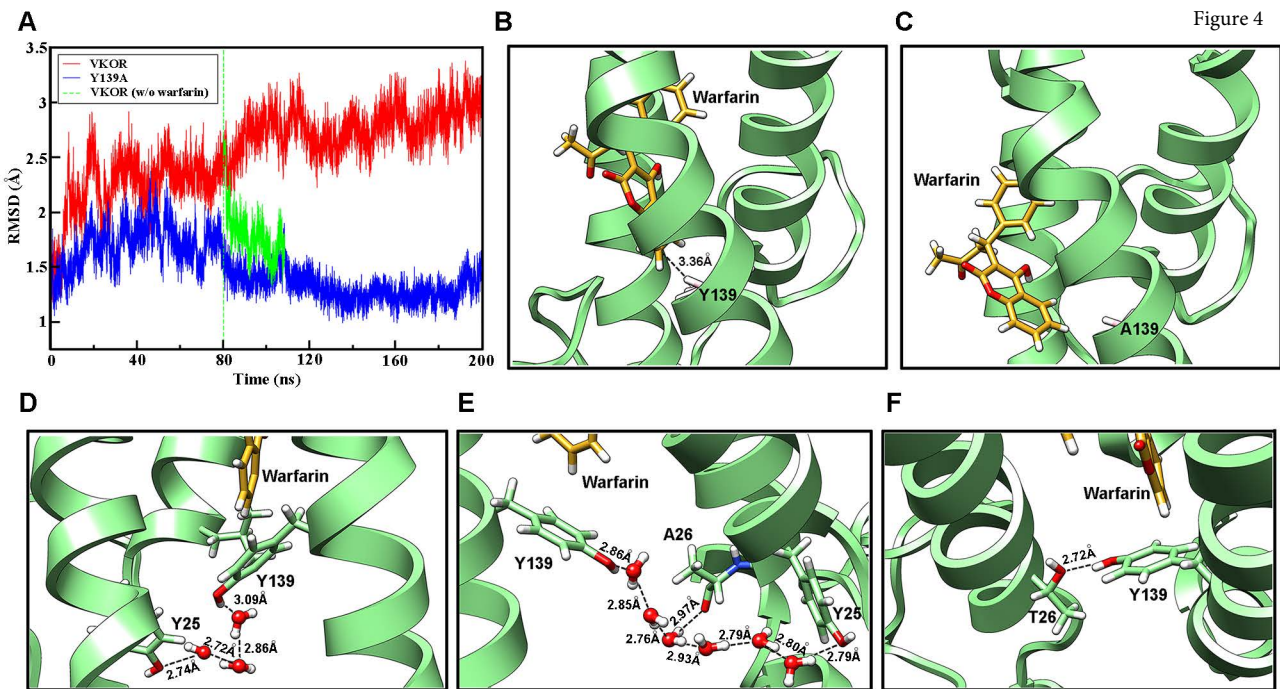 Figure 4
A
3.5
3
2.5
2
1.5
1
RMSD (Å)
VKOR
Y139A
VKOR (w/o warfarin)
0
40
80
120
160
200
Time (ns)
B
Warfarin
3.36Å
Y139
C
Warfarin
A139
D
Warfarin
Y139
3.09Å
Y25
2.72Å
2.86Å
2.74Å
E
Warfarin
A26
2.86Å
Y139
2.85Å
2.97Å
Y25
2.76Å
2.79Å
2.80Å
2.93Å
2.79Å
F
Warfarin
2.72Å
Y139
T26